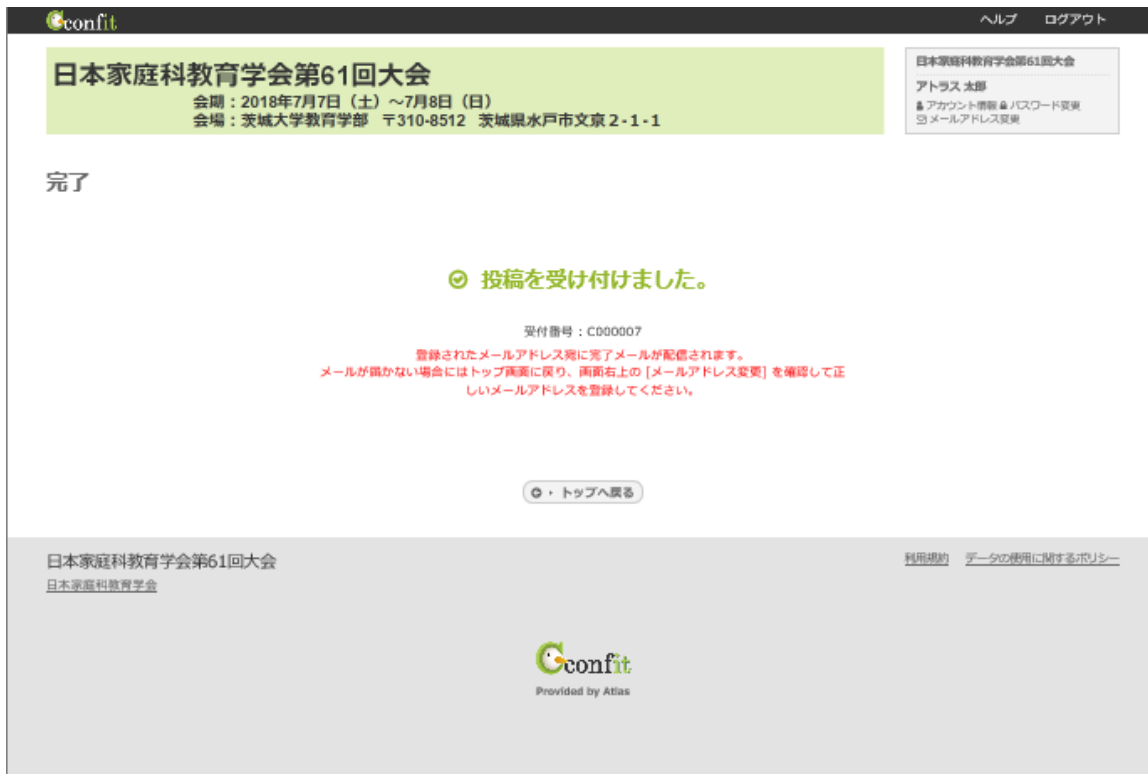 confit
ヘルプ ログアウト
日本家庭科教育学会第61回大会
会期：2018年7月7日（土）～7月8日（日）
会場：茨城大学教育学部 〒310-8512 茨城県水戸市文京２-１-１
日本家庭科教育学会第61回大会
アトラス 太郎
アカウント情報 パスワード変更
メールアドレス変更
完了
投稿を受け付けました。
受付番号：C000007
登録されたメールアドレス宛に完了メールが配信されます。
メールが届かない場合にはトップ画面に戻り、画面右上の [メールアドレス変更] を確認して正
しいメールアドレスを登録してください。
トップへ戻る
日本家庭科教育学会第61回大会
日本家庭科教育学会
利用規約 データの使用に関するポリシー
confit
Provided by Atlas